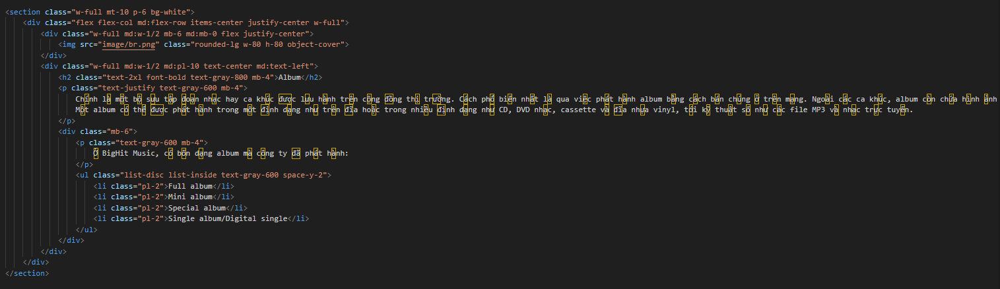 <section class="w-full mt-10 p-6 bg-white">
<div class="flex flex-col md:flex-row items-center justify-center w-full">
<div class="w-full md:w-1/2 mb-6 md:mb-0 flex justify-center">
<img src="image/br.png" class="rounded-lg w-80 h-80 object-cover">
</div>
<div class="w-full md:w-1/2 md:pl-10 text-center md:text-left">
<h2 class="text-2xl font-bold text-gray-800 mb-4">Album</h2>
<p class="text-justify text-gray-600 mb-4">
Chính là một bộ sưu tập đoạn nhạc hay ca khúc được lưu hành trên cộng đồng thị trường. Cách phổ biến nhất là qua việc phát hành album bằng cách bán chúng ở trên mạng. Ngoài các ca khúc, album còn chứa hình ảnh
Một album có thể được phát hành trong một định dạng như trên đĩa hoặc trong nhiều định dạng như CD, DVD nhạc, cassette và đĩa nhựa vinyl, tới kỹ thuật số như các file MP3 và nhạc trực tuyến.
</p>
<div class="mb-6">
<p class="text-gray-600 mb-4">
Ở BigHit Music, có bốn dạng album mà công ty đã phát hành:
</p>
<ul class="list-disc list-inside text-gray-600 space-y-2">
<li class="pl-2">Full album</li>
<li class="pl-2">Mini album</li>
<li class="pl-2">Special album</li>
<li class="pl-2">Single album/Digital single</li>
</ul>
</div>
</div>
</div>
</section>